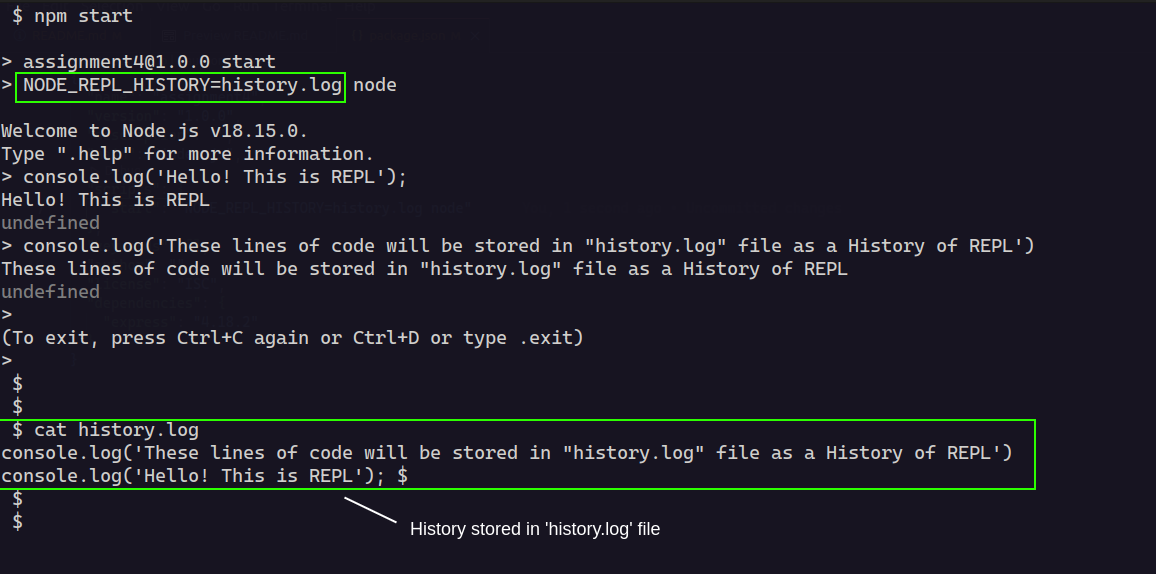 $ npm start
> assignment4@1.0.0 start
> NODE_REPL_HISTORY=history.log node
Welcome to Node.js v18.15.0.
Type ".help" for more information.
> console.log('Hello! This is REPL');
Hello! This is REPL
undefined
> console.log('These lines of code will be stored in "history.log" file as a History of REPL')
These lines of code will be stored in "history.log" file as a History of REPL
undefined
>
(To exit, press Ctrl+C again or Ctrl+D or type .exit)
>
$
$
$ cat history.log
console.log('These lines of code will be stored in "history.log" file as a History of REPL')
console.log('Hello! This is REPL'); $
$
$
History stored in 'history.log' file